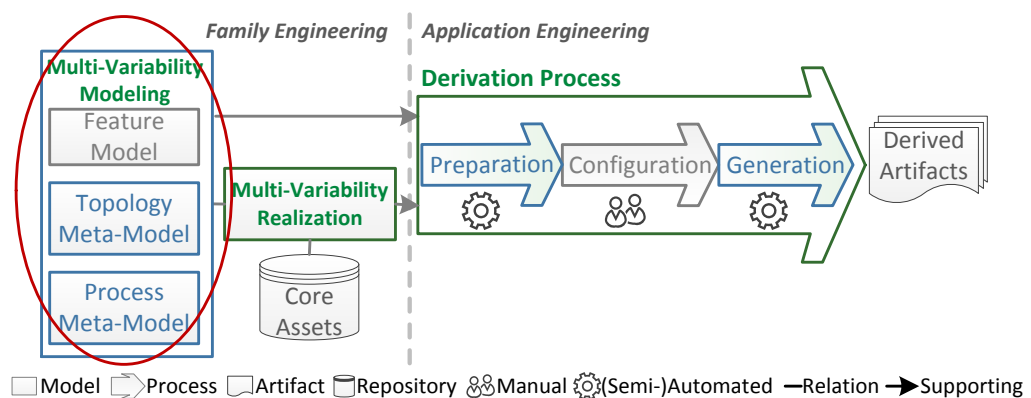 Family Engineering
Application Engineering
Multi-Variability
Modeling
Feature
Model
Topology
Meta-Model
Process
Meta-Model
Multi-Variability
Realization
Core
Assets
Derivation Process
Preparation
Configuration
Generation
Derived
Artifacts
Model Process Artifact Repository Manual (Semi-)Automated Relation Supporting